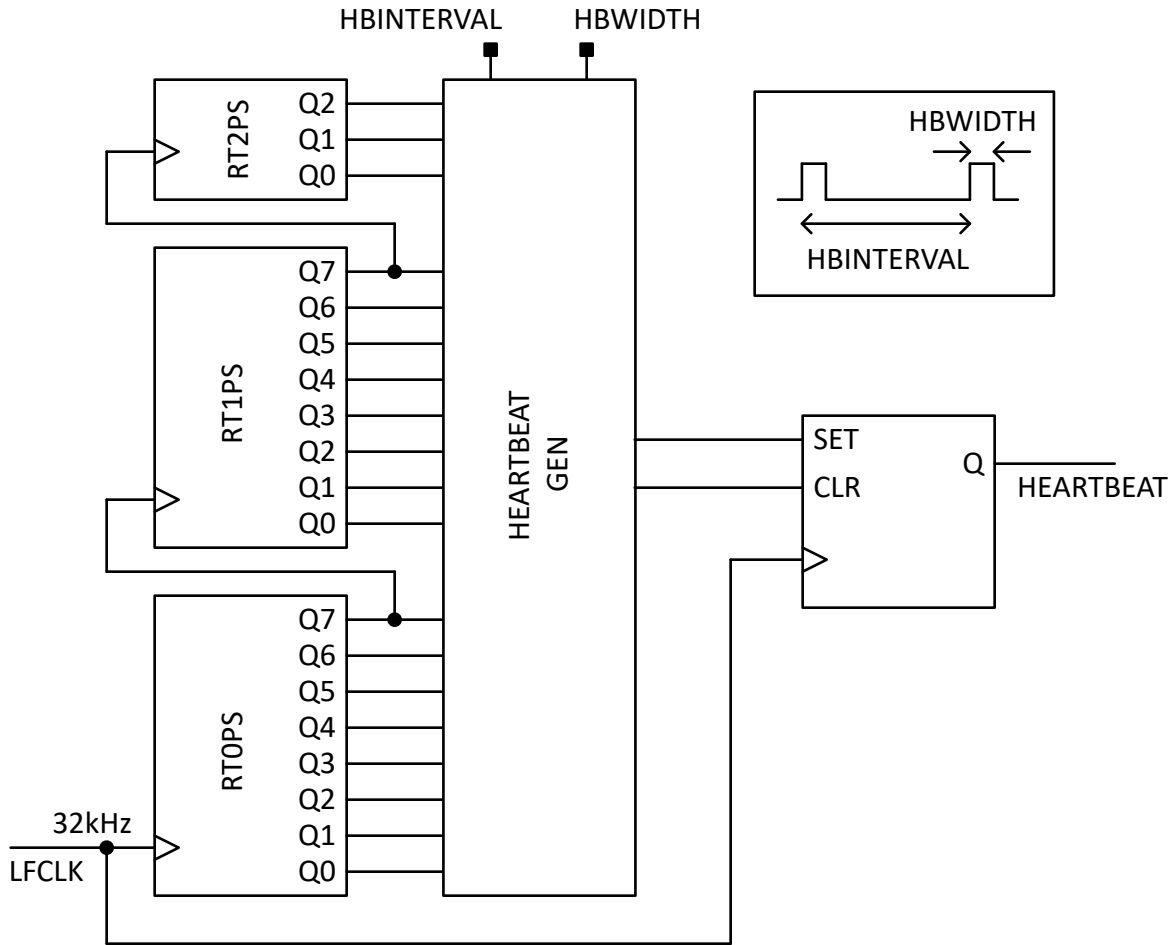 HBINTERVAL HBWIDTH
RT2PS
Q2
Q1
Q0
RT1PS
Q7
Q6
Q5
Q4
Q3
Q2
Q1
Q0
RT0PS
Q7
Q6
Q5
Q4
Q3
Q2
Q1
Q0
32kHz
LFCLK
HEARTBEAT
GEN
HBWIDTH
HBINTERVAL
SET
CLR
Q
HEARTBEAT